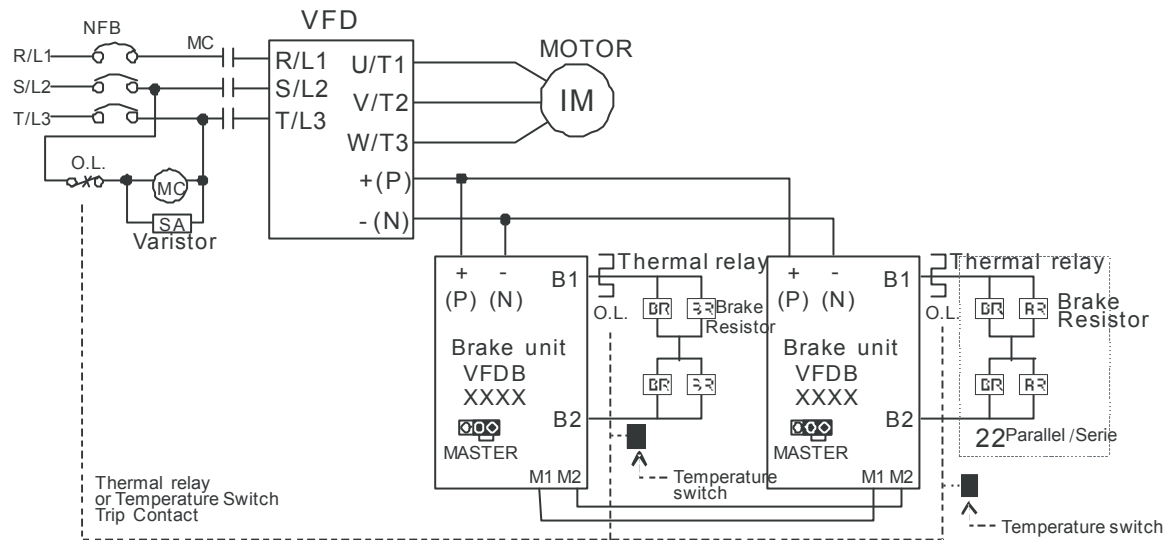 NFB
MC
VFD
MOTOR
R/L1
S/L2
T/L3
R/L1
S/L2
T/L3
U/T1
V/T2
W/T3
+(P)
-(N)
IM
O.L.
MC
SA
Varistor
+ -
(P) (N)
B1
Thermal relay
O.L.
BR
BR
Brake
Resistor
Brake unit
VFDB
XXXX
BR
BR
B2
MASTER
M1 M2
Temperature
switch
+ -
(P) (N)
B1
Thermal relay
O.L.
BR
BR
Brake
Resistor
Brake unit
VFDB
XXXX
BR
BR
B2
22 Parallel /Serie
MASTER
M1 M2
Thermal relay
or Temperature Switch
Trip Contact
Temperature switch